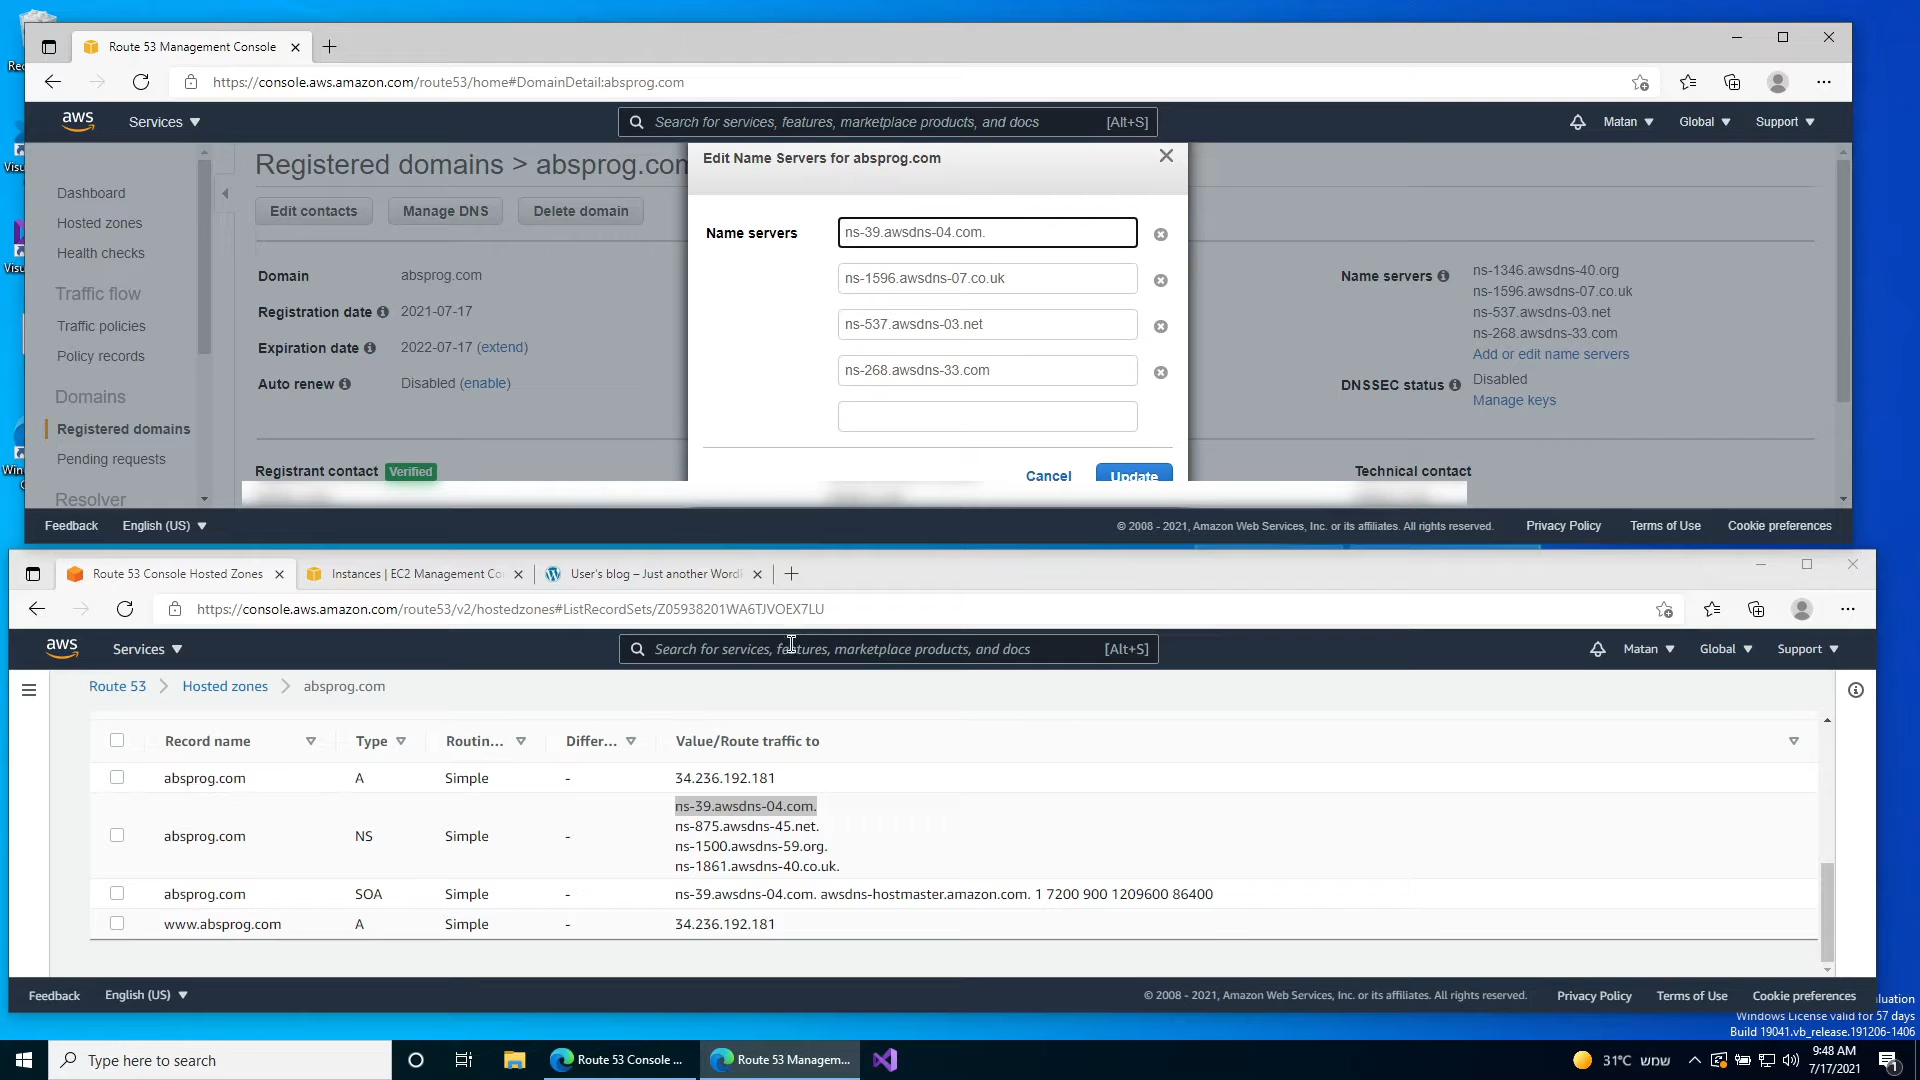 Route 53 Management Console
https://console.aws.amazon.com/route53/home#DomainDetail:absprog.com
aws
Services
Search for services, features, marketplace products, and docs [Alt+S]
Matan
Global
Support
Dashboard
Hosted zones
Health checks
Traffic flow
Traffic policies
Policy records
Domains
Registered domains
Pending requests
Resolver
Registered domains > absprog.com
Edit contacts
Manage DNS
Delete domain
Domain absprog.com
Registration date 2021-07-17
Expiration date 2022-07-17 (extend)
Auto renew Disabled (enable)
Registrant contact Verified
Edit Name Servers for absprog.com
Name servers
ns-39.awsdns-04.com.
ns-1596.awsdns-07.co.uk
ns-537.awsdns-03.net
ns-268.awsdns-33.com
Cancel
Update
Name servers ns-1346.awsdns-40.org
ns-1596.awsdns-07.co.uk
ns-537.awsdns-03.net
ns-268.awsdns-33.com
Add or edit name servers
DNSSEC status Disabled
Manage keys
Technical contact
Feedback
English (US)
© 2008 - 2021, Amazon Web Services, Inc. or its affiliates. All rights reserved.
Privacy Policy
Terms of Use
Cookie preferences
Route 53 Console Hosted Zones
Instances | EC2 Management Co
User's blog – Just another Word
https://console.aws.amazon.com/route53/v2/hostedzones#ListRecordSets/Z05938201WA6TJVOEX7LU
aws
Services
Search for services, features, marketplace products, and docs [Alt+S]
Matan
Global
Support
Route 53
Hosted zones
absprog.com
Record name Type Routin... Differ... Value/Route traffic to
absprog.com A Simple - 34.236.192.181
absprog.com NS Simple - ns-39.awsdns-04.com.
ns-875.awsdns-45.net.
ns-1500.awsdns-59.org.
ns-1861.awsdns-40.co.uk.
absprog.com SOA Simple - ns-39.awsdns-04.com. awsdns-hostmaster.amazon.com. 1 7200 900 1209600 86400
www.absprog.com A Simple - 34.236.192.181
Feedback
English (US)
© 2008 - 2021, Amazon Web Services, Inc. or its affiliates. All rights reserved.
Privacy Policy
Terms of Use
Cookie preferences
Windows License valid for 57 days
Build 19041.vb_release.191206-1406
Type here to search
Route 53 Console ...
Route 53 Managem...
31°C שמש
9:48 AM
7/17/2021
1